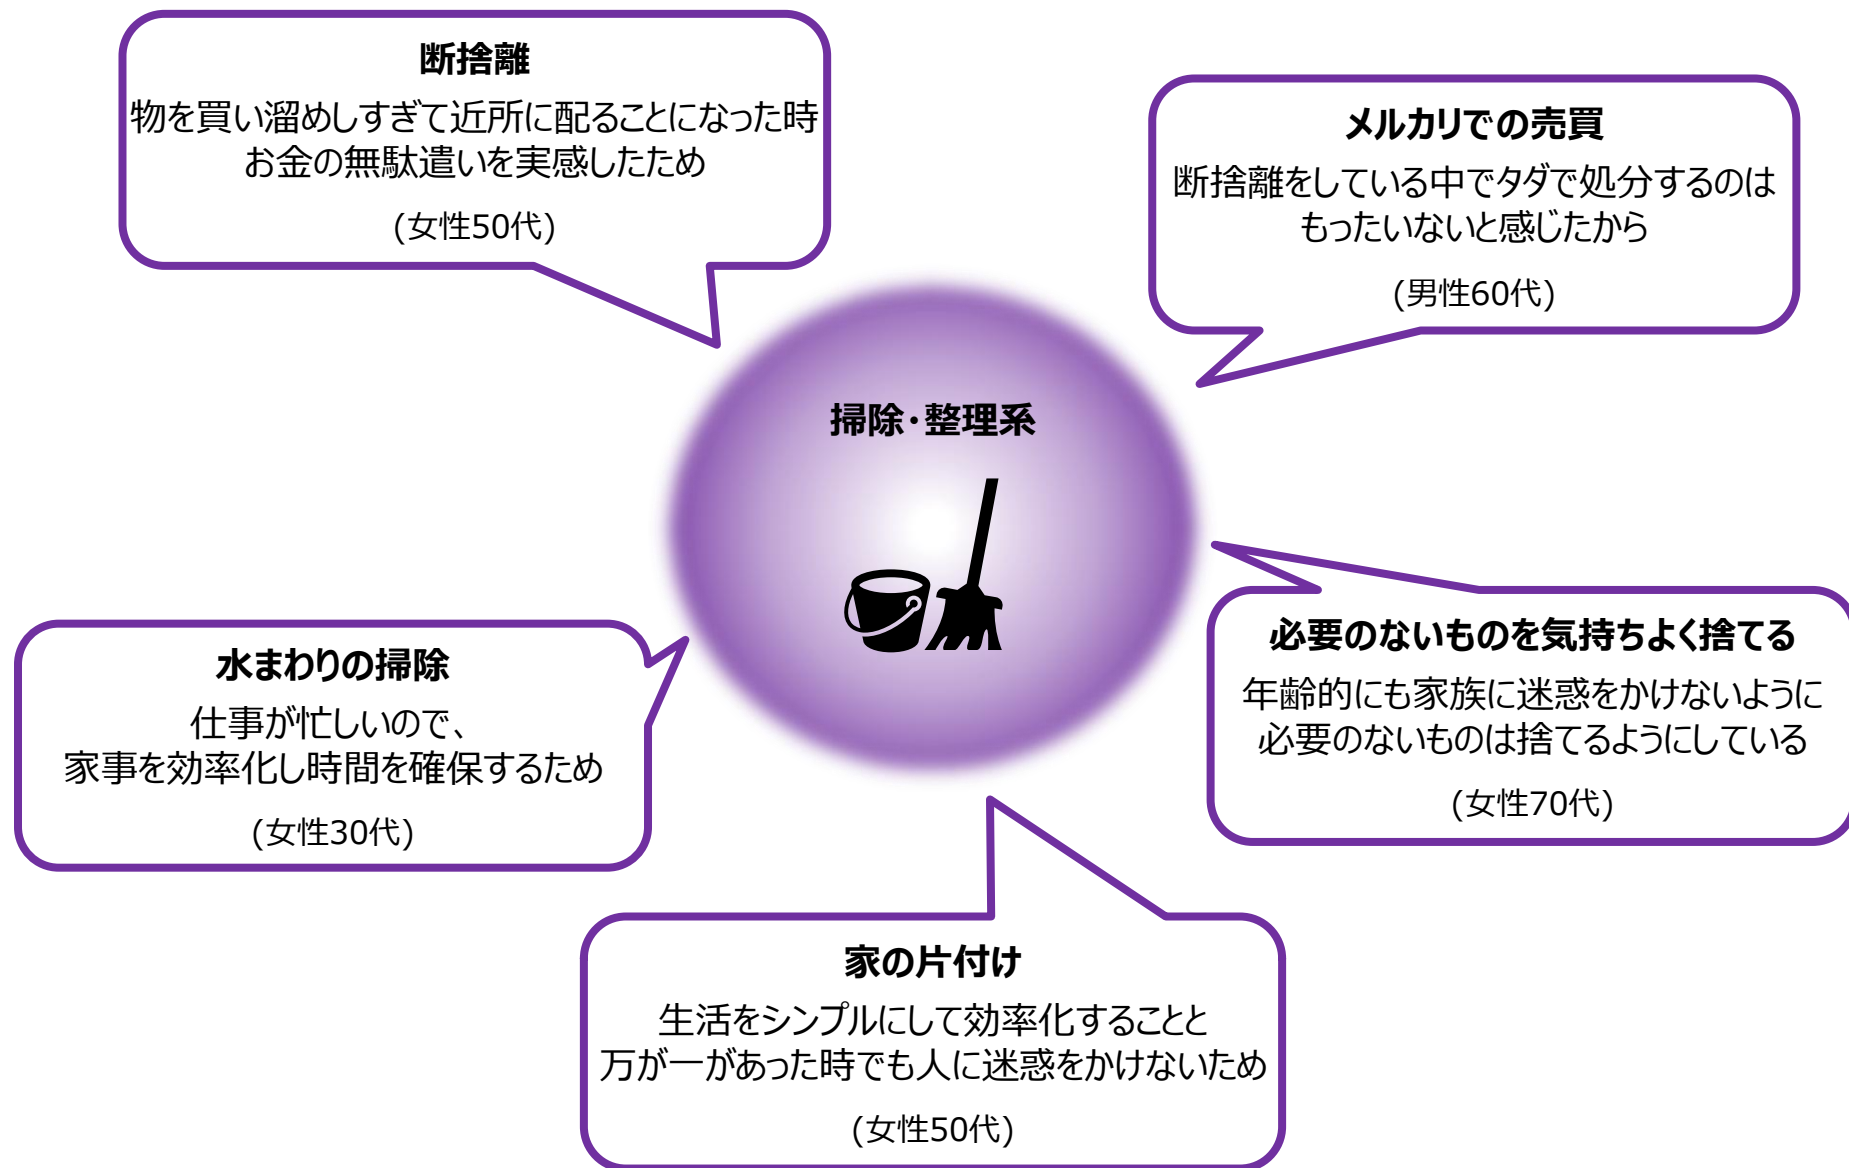 断捨離
物を買い溜めしすぎて近所に配ることになった時
お金の無駄遣いを実感したため
(女性50代)
メルカリでの売買
断捨離をしている中でタダで処分するのは
もったいないと感じたから
(男性60代)
掃除・整理系
水まわりの掃除
仕事が忙しいので、
家事を効率化し時間を確保するため
(女性30代)
必要のないものを気持ちよく捨てる
年齢的にも家族に迷惑をかけないように
必要のないものは捨てるようにしている
(女性70代)
家の片付け
生活をシンプルにして効率化することと
万が一があった時でも人に迷惑をかけないため
(女性50代)